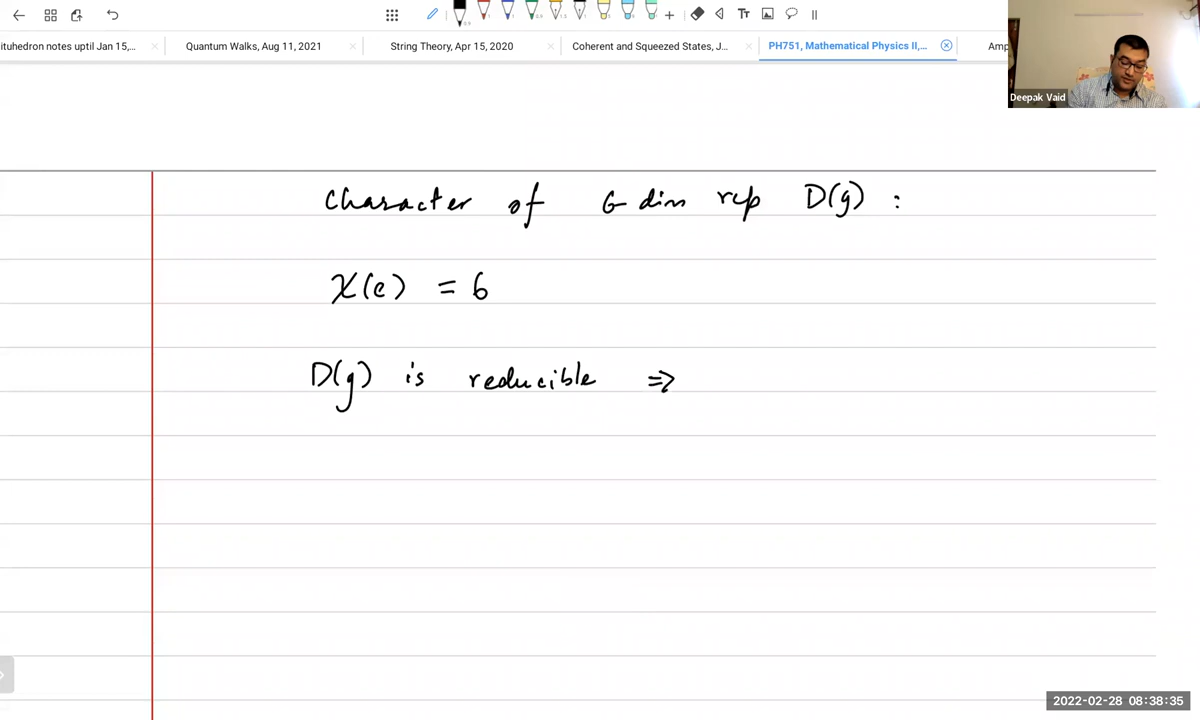 ituhedron notes uptil Jan 15,...
Quantum Walks, Aug 11, 2021
String Theory, Apr 15, 2020
Coherent and Squeezed States, J...
PH751, Mathematical Physics II,...
Amp
Deepak Vaid
Character of 6 dim rep D(g) :
χ(e) = 6
D(g) is reducible ⇒
2022-02-28 08:38:35